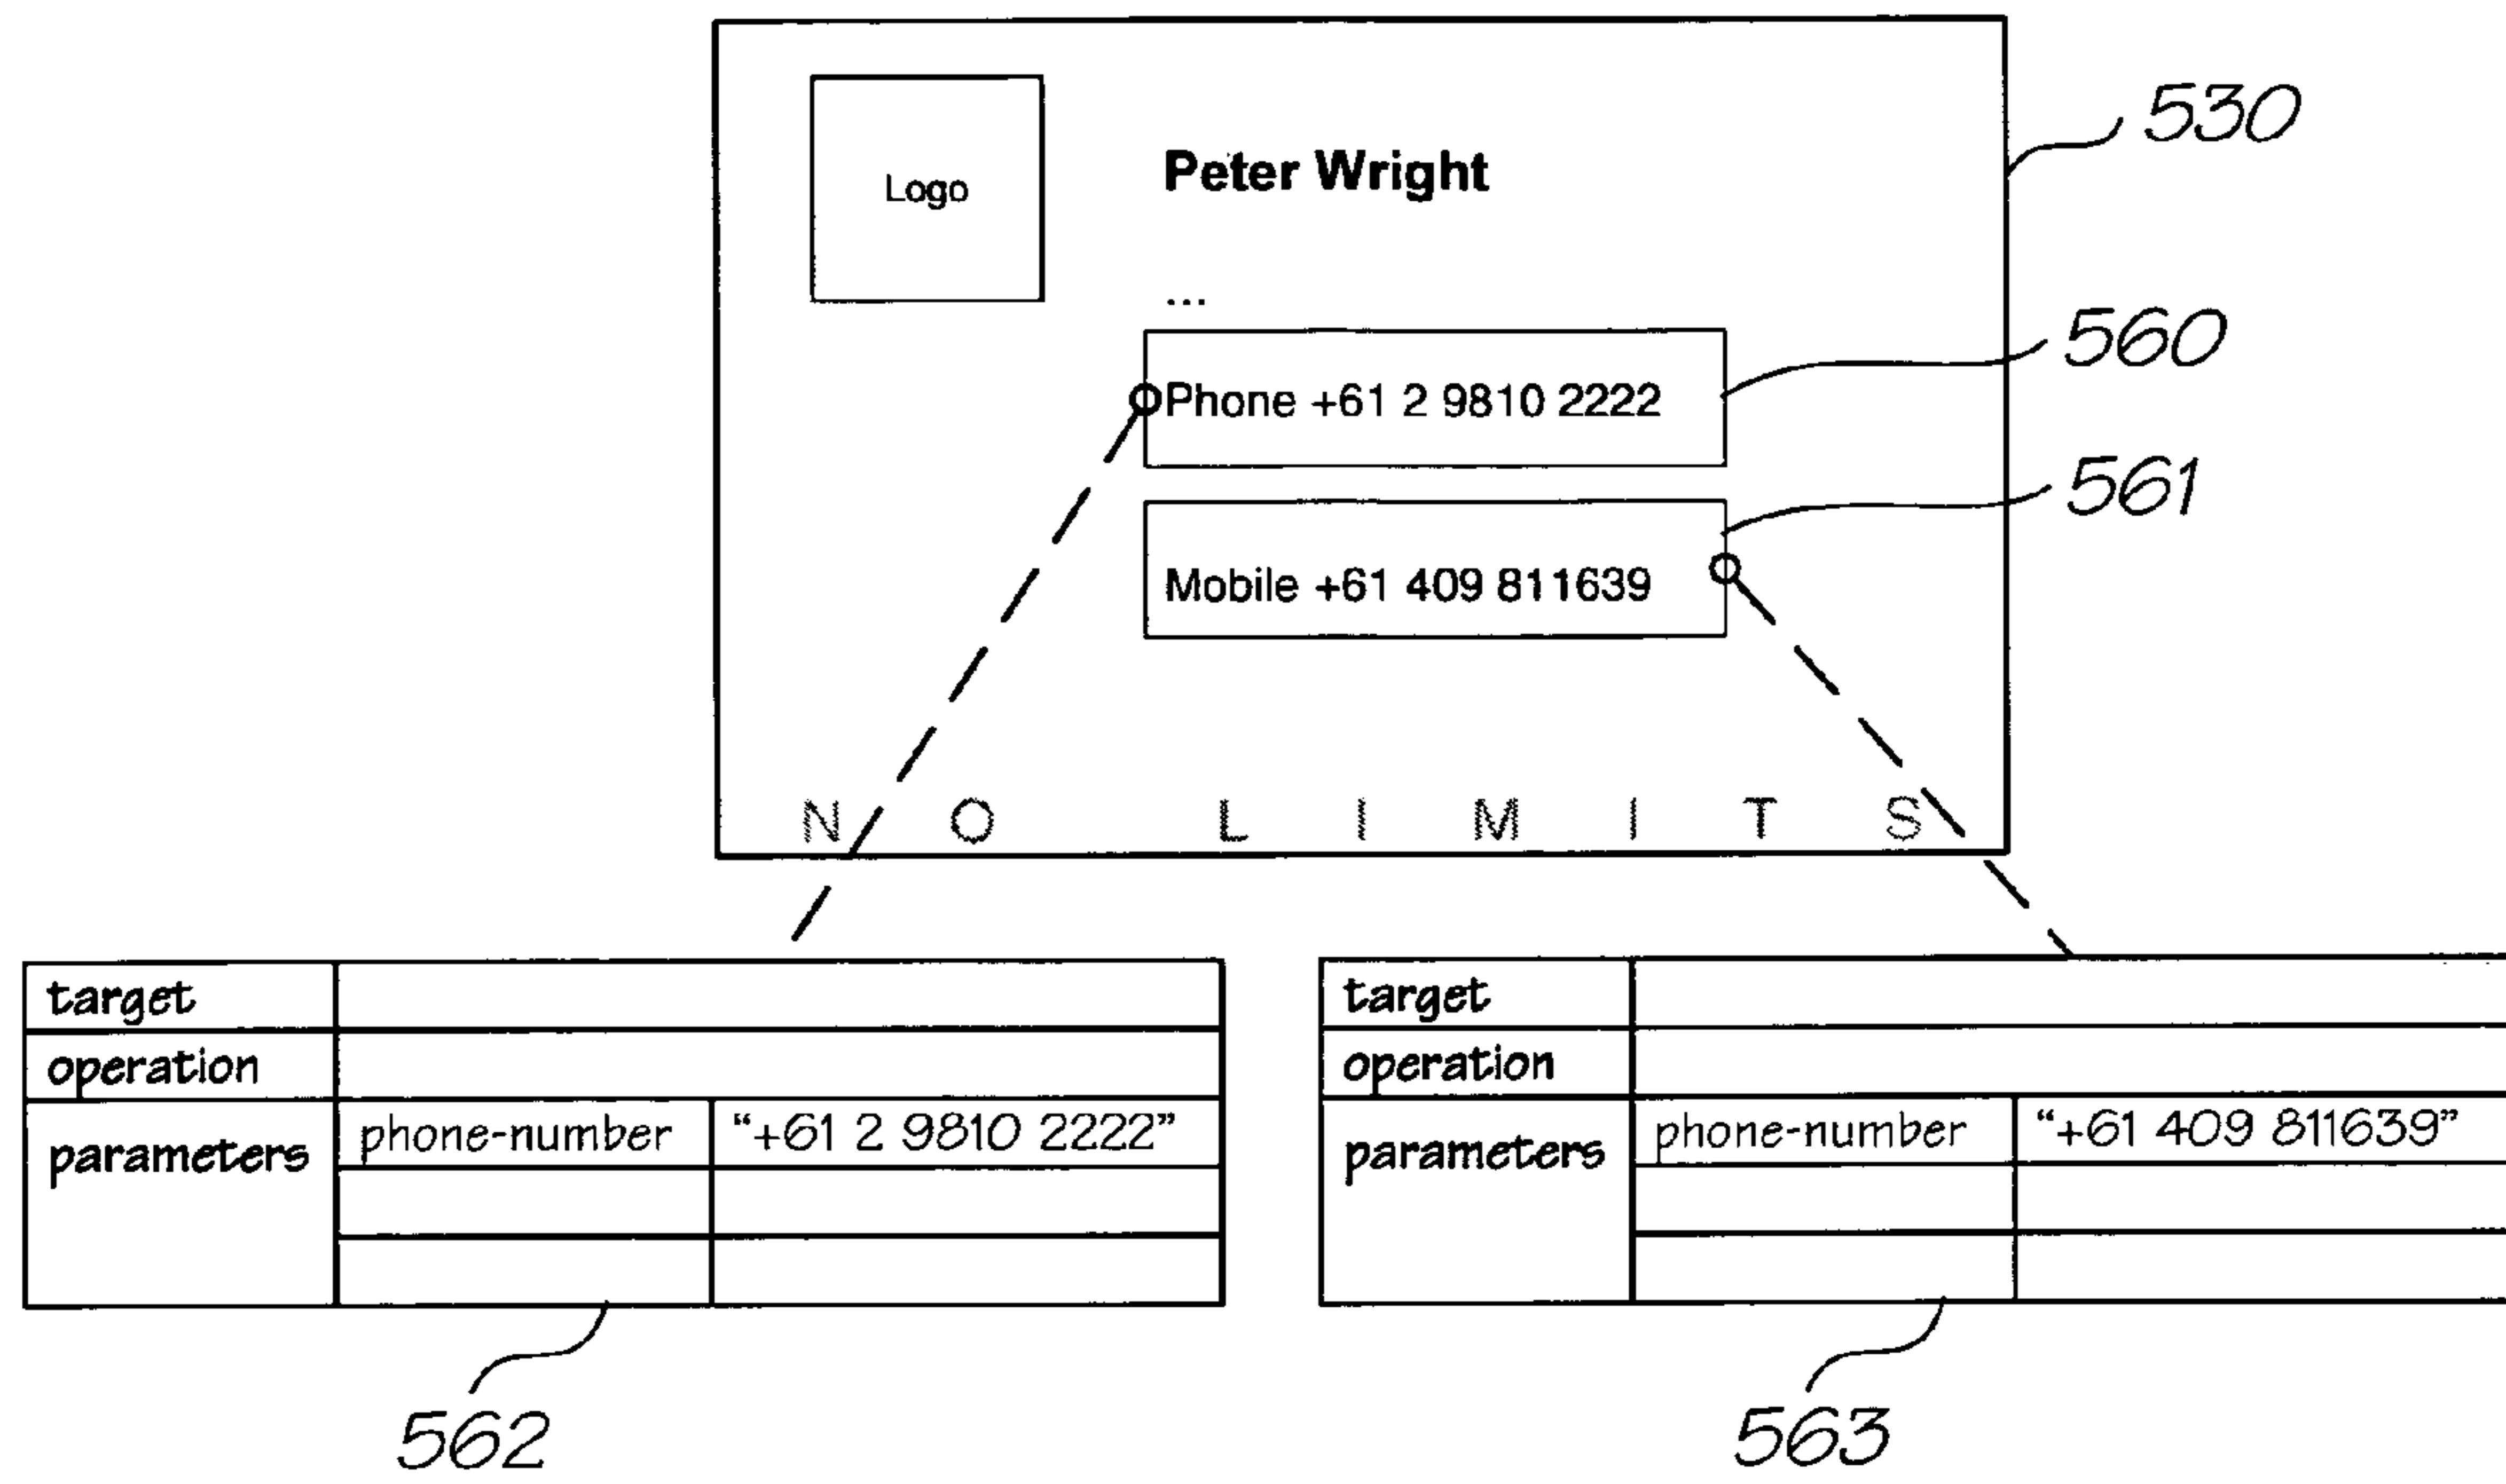 Logo
Peter Wright
530
...
560
Phone +61 2 9810 2222
561
Mobile +61 409 811639
N O L I M I T S
target
operation
parameters
phone-number "+61 2 9810 2222"
562
target
operation
parameters
phone-number "+61 409 811639"
563